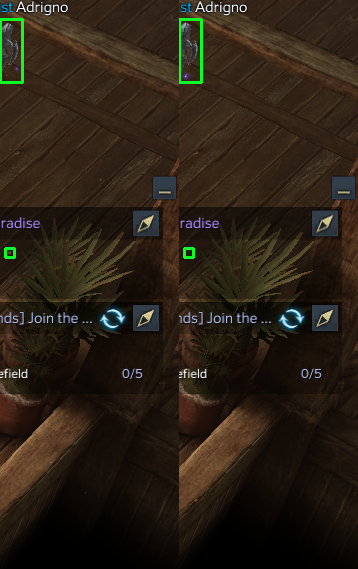 st Adrigno
st Adrigno
radise
radise
nds] Join the ...
nds] Join the ...
efield 0/5
efield 0/5